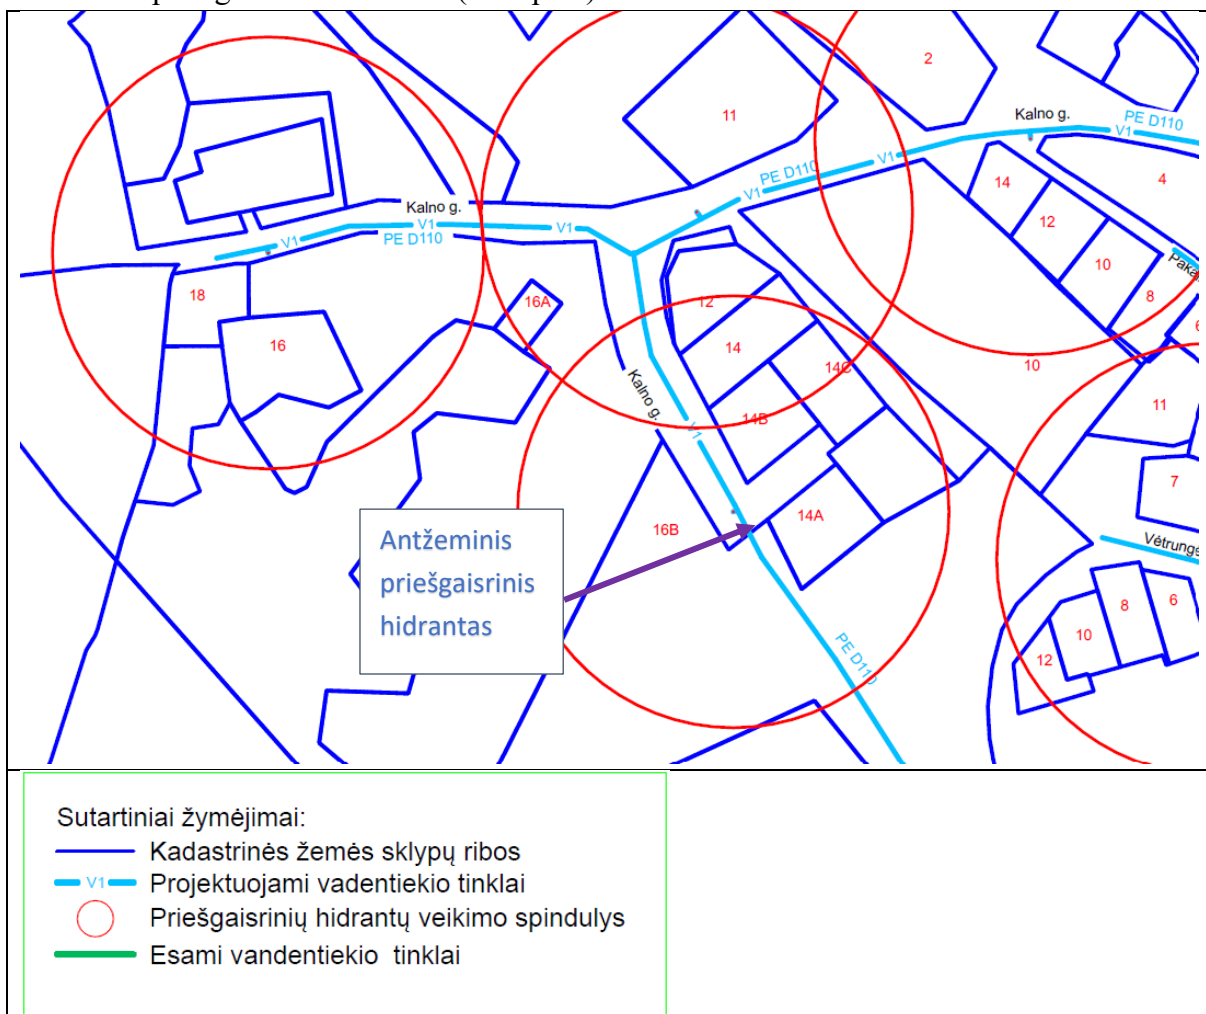 2
11
Kalno g.
PE D110
V1
V1
PE D110
V1
4
14
12
10
8
Kalno g.
V1
V1
V1
PE D110
18
16
16A
12
14
14C
14B
10
11
7
Kalno g.
V1
16B
14A
Antžeminis
priešgaisrinis
hidrantas
PE D110
12
10
8
6
Sutartiniai žymėjimai:
Kadastrinės žemės sklypų ribos
V1 Projektuojami vadentiekio tinklai
Priešgaisrinių hidrantų veikimo spindulys
Esami vandentiekio tinklai